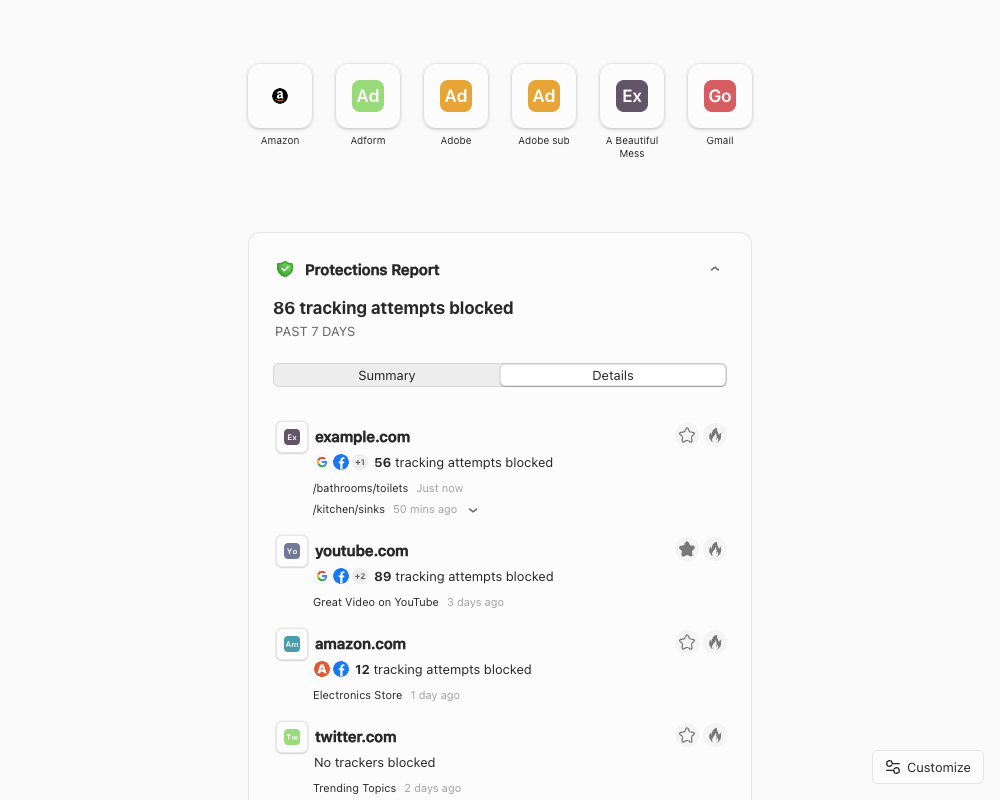 a
Ad
Ad
Ad
Ex
Go
Amazon
Adform
Adobe
Adobe sub
A Beautiful
Mess
Gmail
Protections Report
86 tracking attempts blocked
PAST 7 DAYS
Summary
Details
Ex
example.com
G f +1 56 tracking attempts blocked
/bathrooms/toilets Just now
/kitchen/sinks 50 mins ago
Yo
youtube.com
G f +2 89 tracking attempts blocked
Great Video on YouTube 3 days ago
Am
amazon.com
A f 12 tracking attempts blocked
Electronics Store 1 day ago
Tw
twitter.com
No trackers blocked
Trending Topics 2 days ago
Customize